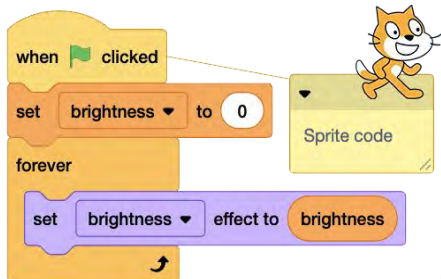 when clicked
set brightness to 0
Sprite code
forever
set brightness effect to brightness